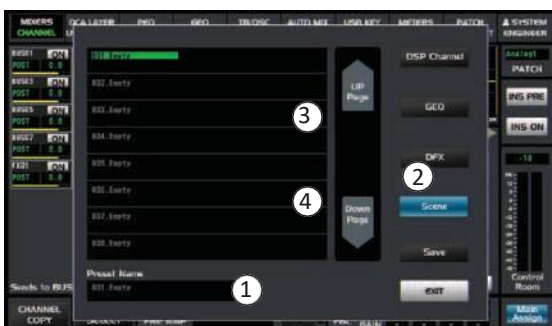 MIXERS DCA LAYER PEQ GEQ TB/OSC AUTO MIX USB KEY METERS PATCH SYSTEM
CHANNEL ENGINEER
BUS1 ON
POST 0.0
BUS3 ON
POST 0.0
BUS5 ON
POST 0.0
BUS7 ON
POST 0.0
FX01 ON
POST 0.0
Sends to BUS
CHANNEL
COPY
001.Empty
002.Empty
003.Empty
004.Empty
005.Empty
006.Empty
007.Empty
008.Empty
Preset Name
001.Empty
UP
Page
Down
Page
DSP Channel
GEQ
DFX
Scene
Save
EXIT
1
2
3
4
PATCH
INS PRE
INS ON
-10
Control
Room
Main
Assign